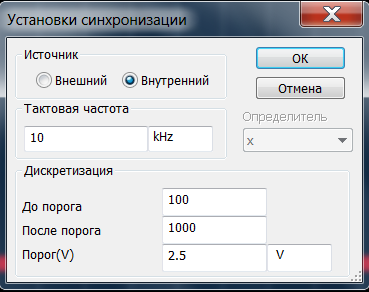 Установки синхронизации
Источник
Внешний
Внутренний
OK
Отмена
Тактовая частота
10
kHz
Определитель
x
Дискретизация
До порога
100
После порога
1000
Порог(V)
2.5
V